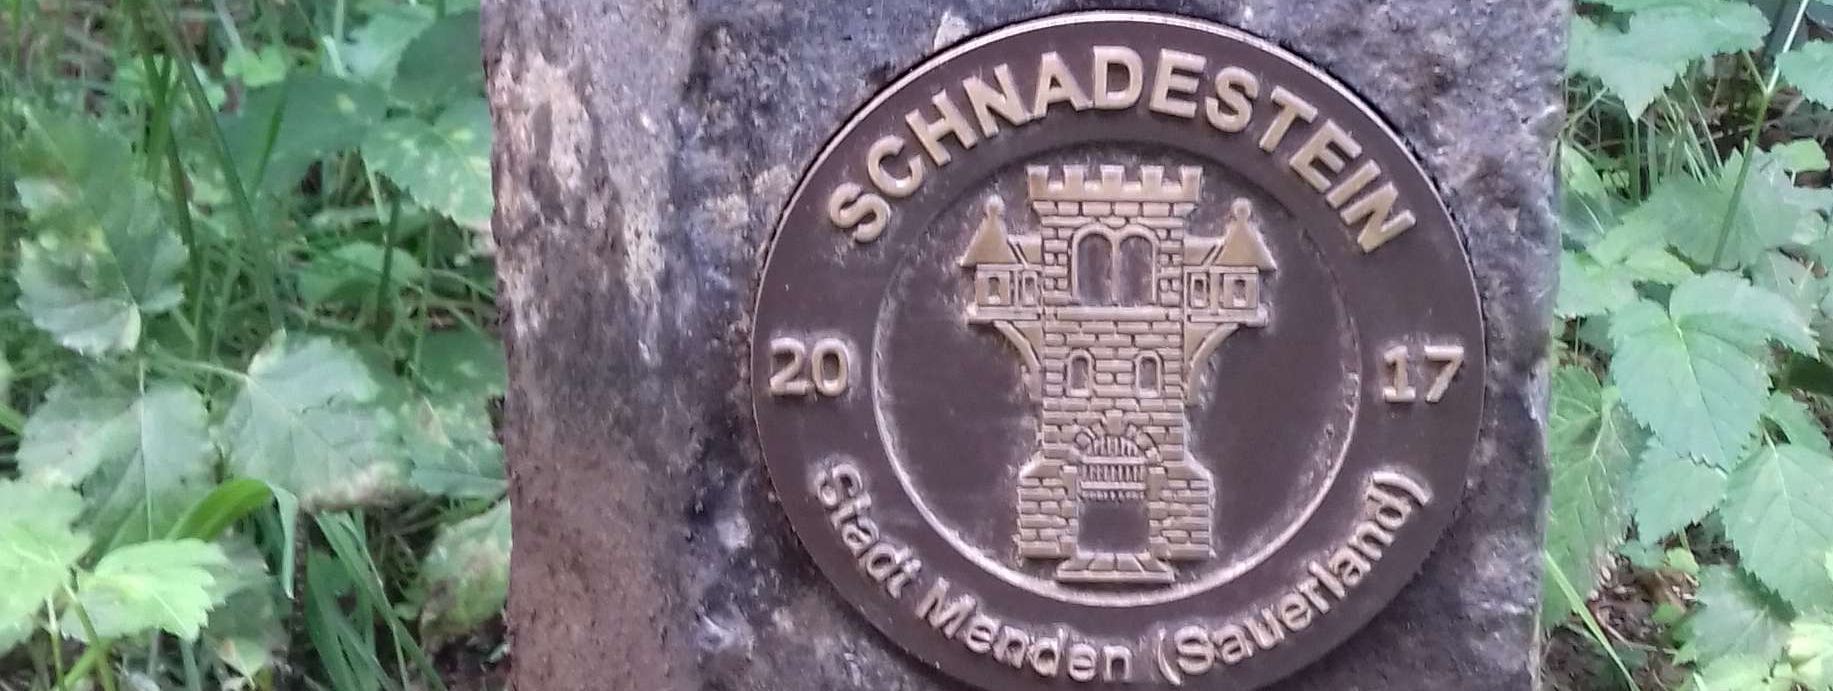 SCHNADESTEIN
20 17
Stadt Menden (Sauerland)